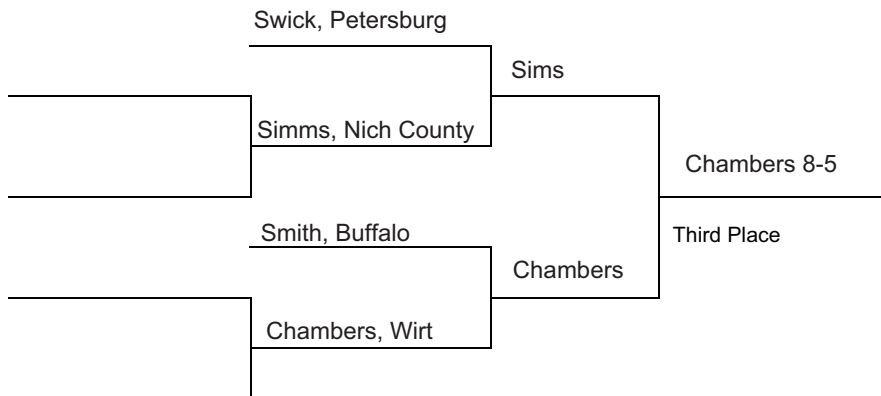 Swick, Petersburg
Sims
Simms, Nich County
Chambers 8-5
Smith, Buffalo
Third Place
Chambers
Chambers, Wirt